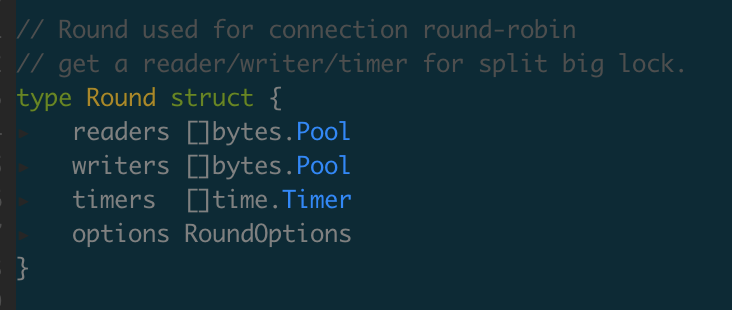 // Round used for connection round-robin
// get a reader/writer/timer for split big lock.
type Round struct {
readers []bytes.Pool
writers []bytes.Pool
timers []time.Timer
options RoundOptions
}